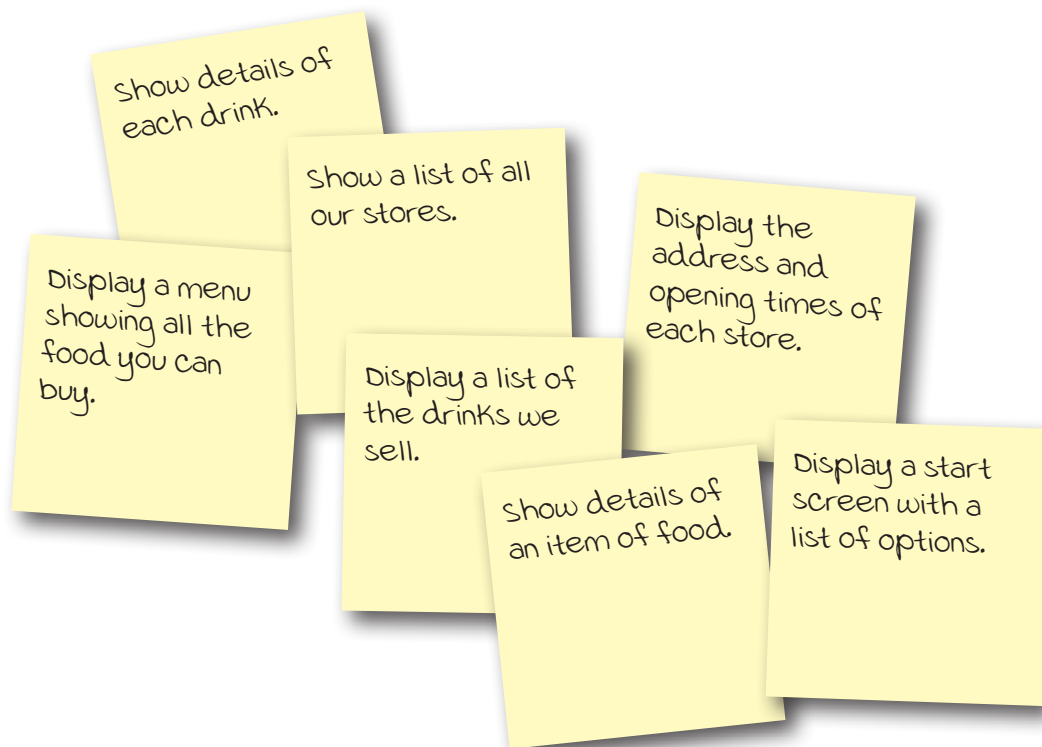 Show details of
each drink.
Show a list of all
our stores.
Display the
address and
opening times of
each store.
Display a menu
showing all the
food you can
buy.
Display a list of
the drinks we
sell.
Show details of
an item of food.
Display a start
screen with a
list of options.